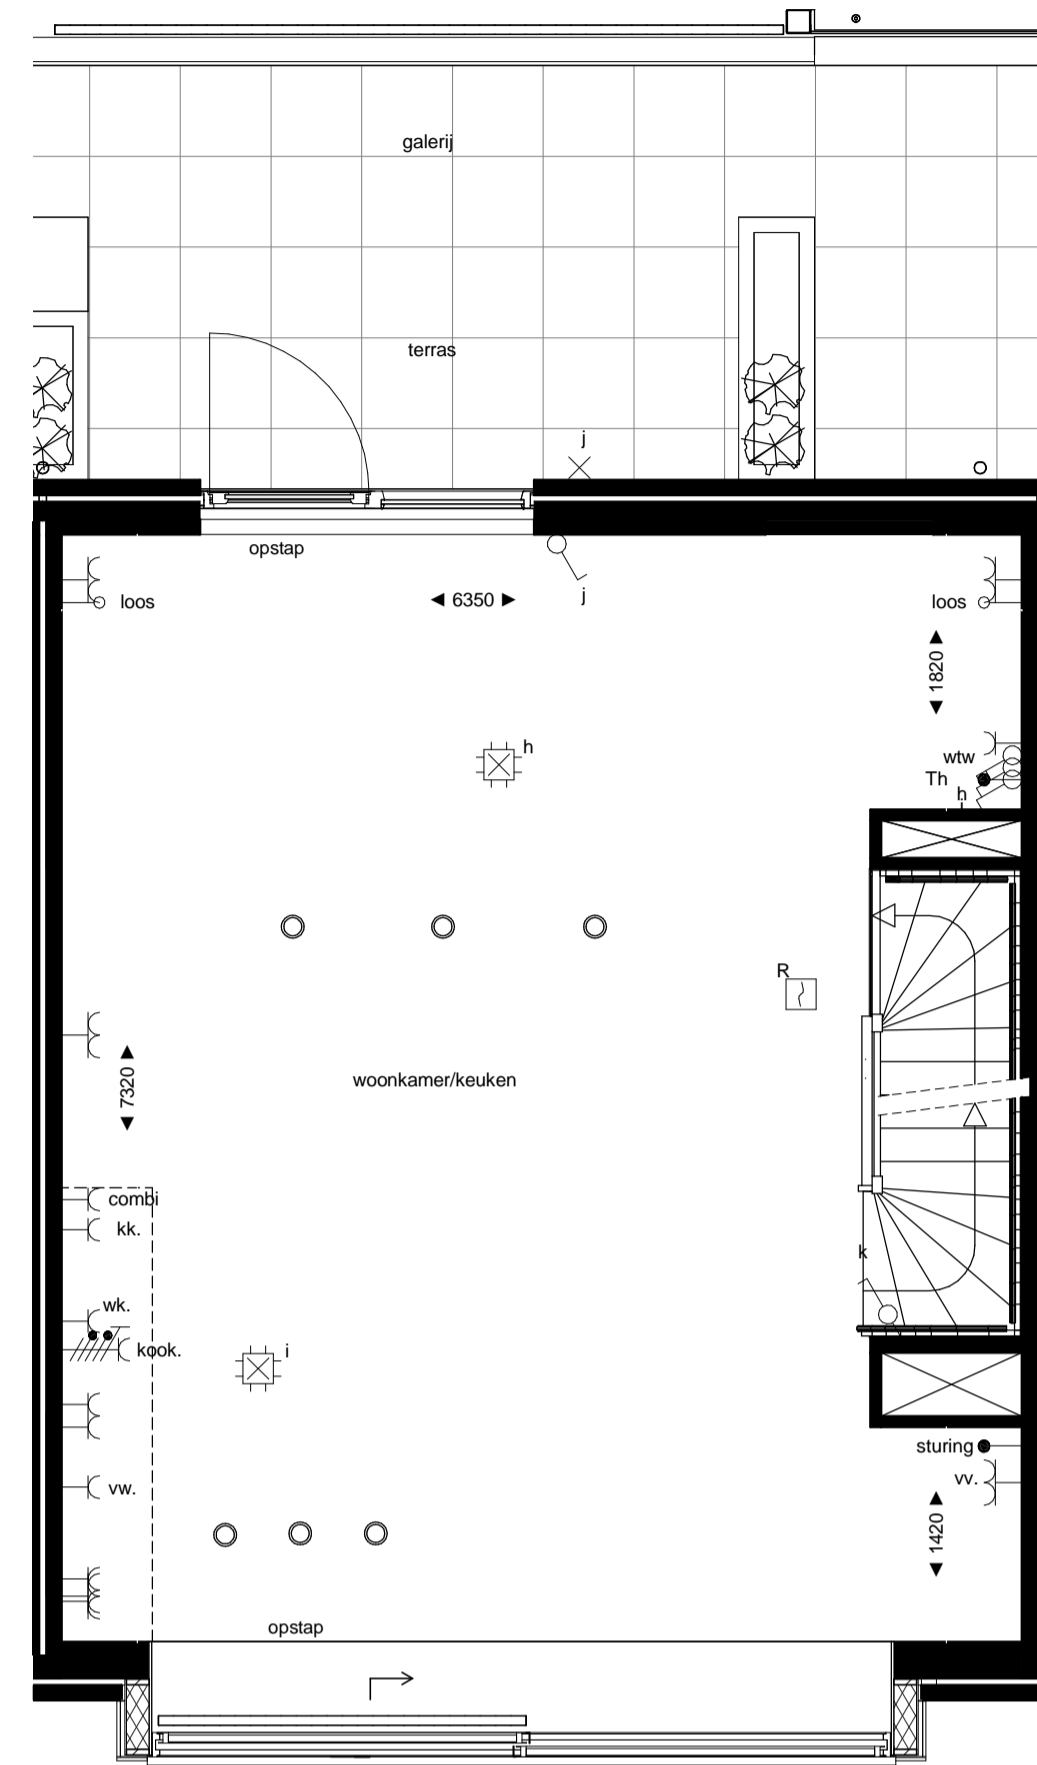 galerij
terras
j
opstap
j
loos
6350
loos
1820
h
wtw
Th
h
i
R
woonkamer/keuken
7320
combi
kk.
k
wk.
kook.
i
sturing
vv.
vw.
1420
opstap